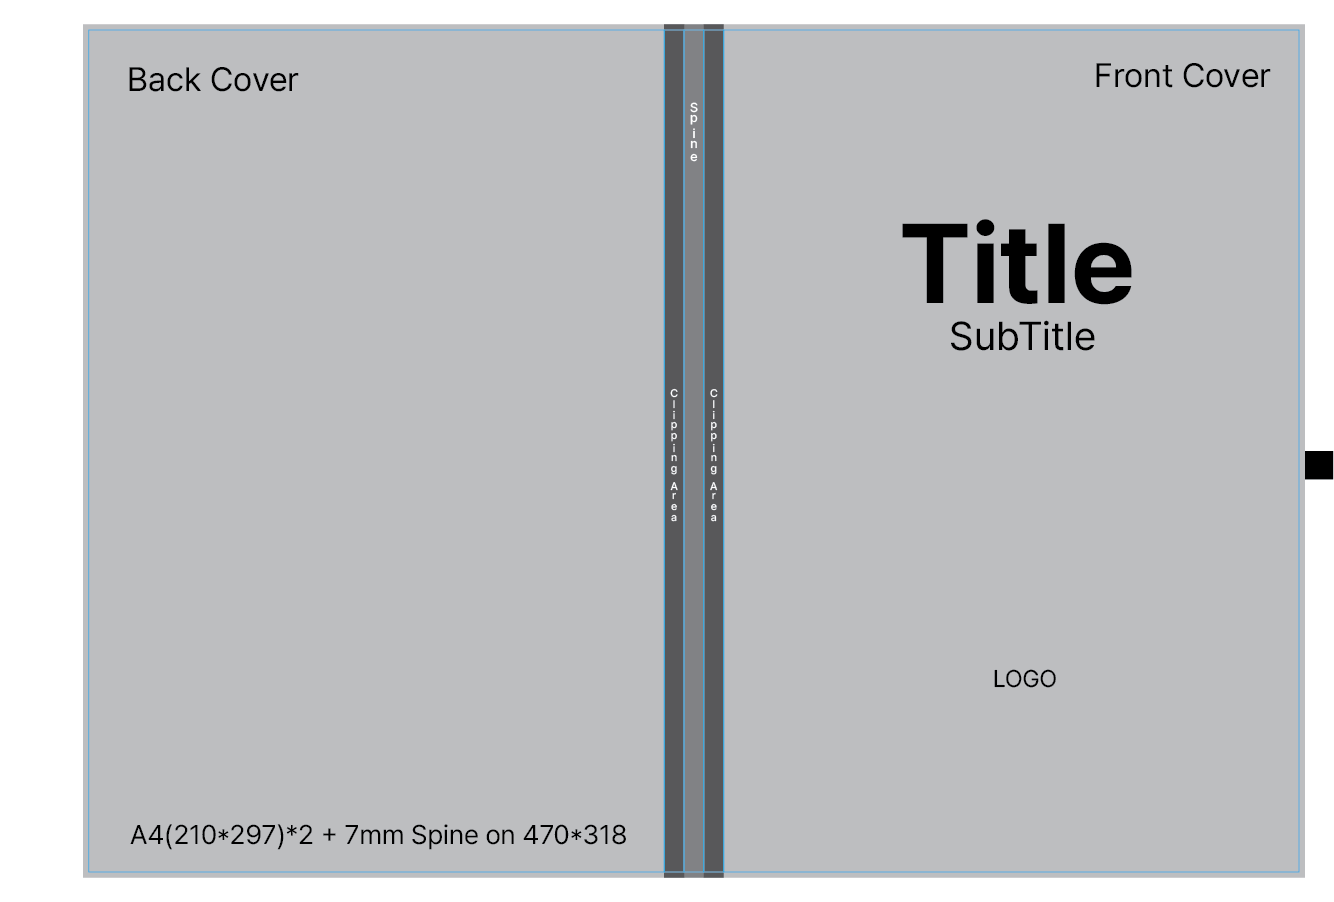 Back Cover
A4(210*297)*2 + 7mm Spine on 470*318
Spine
Clipping Area
Clipping Area
Front Cover
Title
SubTitle
LOGO